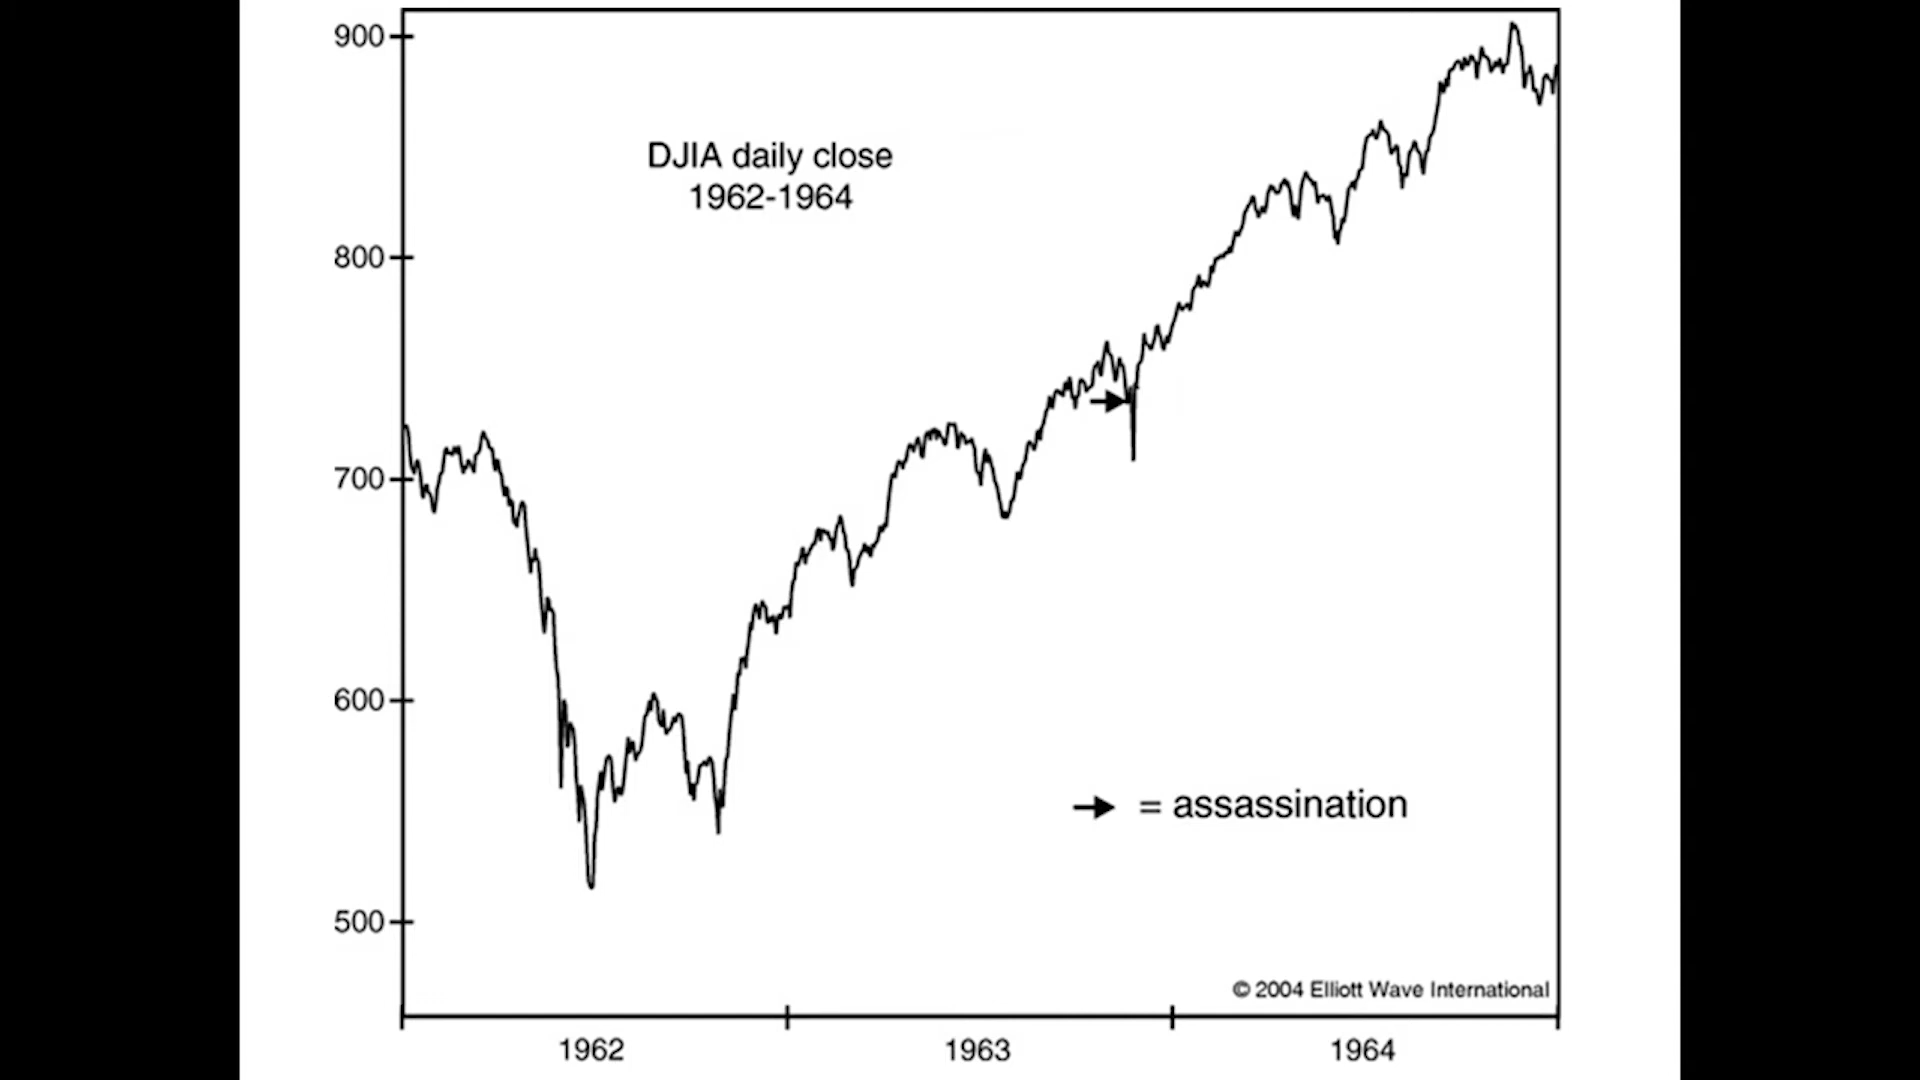 900
DJIA daily close
1962-1964
800
700
600
= assassination
500
© 2004 Elliott Wave International
1962 1963 1964